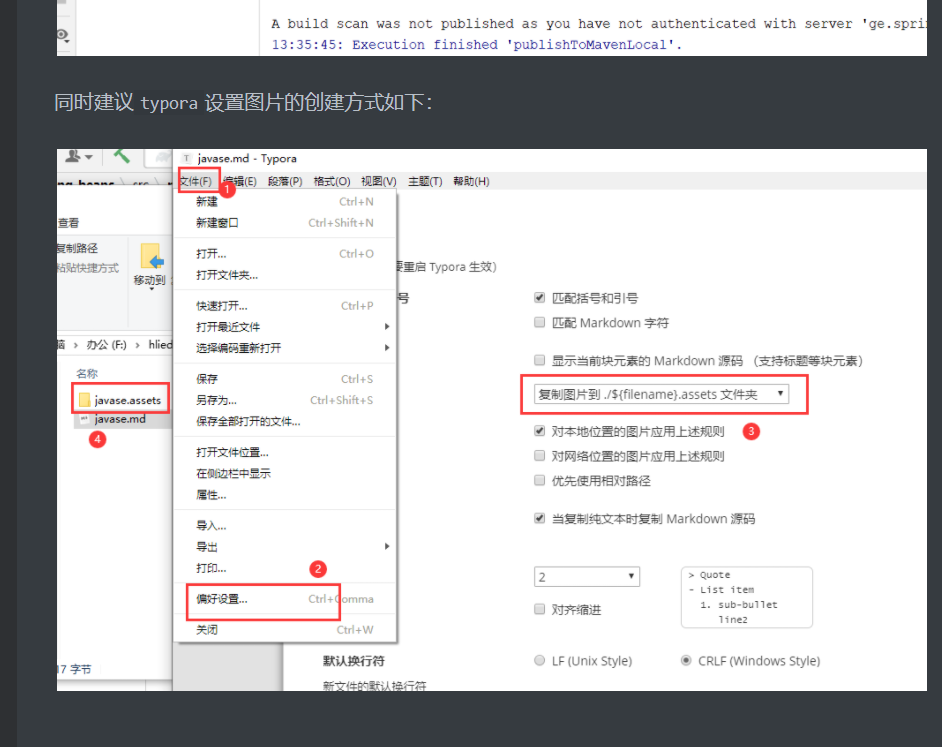 A build scan was not published as you have not authenticated with server 'ge.sprin
13:35:45: Execution finished 'publishToMavenLocal'.
同时建议 typora 设置图片的创建方式如下：
javase.md - Typora
文件(F) 编辑(E) 段落(P) 格式(O) 视图(V) 主题(T) 帮助(H)
1
新建 Ctrl+N
新建窗口 Ctrl+Shift+N
打开... Ctrl+O
打开文件夹...
快速打开... Ctrl+P
打开最近文件
选择编码重新打开
保存 Ctrl+S
另存为... Ctrl+Shift+S
保存全部打开的文件...
打开文件位置...
在侧边栏中显示
属性...
导入...
导出
打印...
2
偏好设置... Ctrl+Comma
关闭 Ctrl+W
查看
复制路径
粘贴快捷方式
移动到
脑 › 办公 (F:) › hlied
名称
javase.assets
javase.md
4
17 字节
要重启 Typora 生效)
号
匹配括号和引号
匹配 Markdown 字符
显示当前块元素的 Markdown 源码 （支持标题等块元素）
复制图片到 ./${filename}.assets 文件夹
对本地位置的图片应用上述规则
3
对网络位置的图片应用上述规则
优先使用相对路径
当复制纯文本时复制 Markdown 源码
2
对齐缩进
> Quote
- List item
1. sub-bullet
line2
默认换行符
LF (Unix Style) CRLF (Windows Style)
新文件的默认换行符